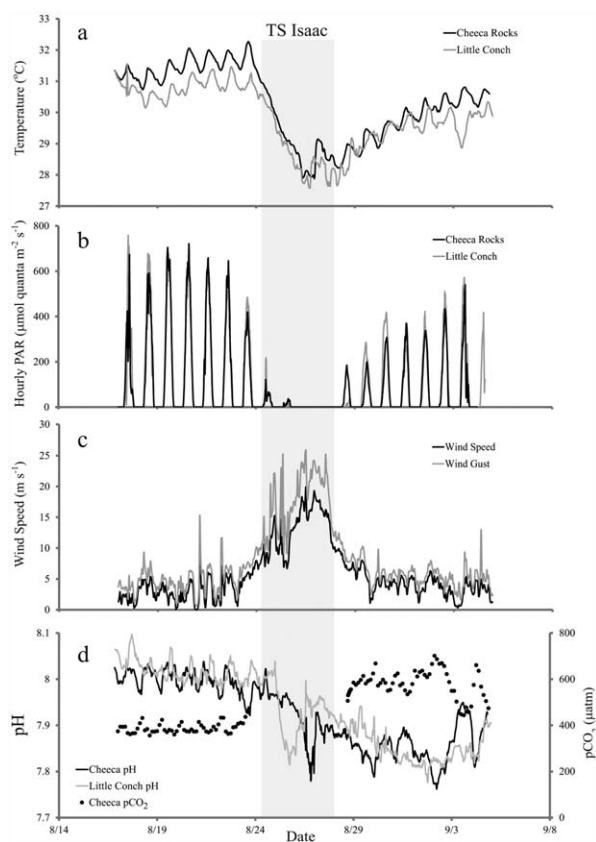 TS Isaac
a
33
32
31
30
29
28
27
Temperature (°C)
Cheeca Rocks
Little Conch
b
800
600
400
200
0
Hourly PAR (µmol quanta m⁻² s⁻¹)
Cheeca Rocks
Little Conch
c
30
25
20
15
10
5
0
Wind Speed (m s⁻¹)
Wind Speed
Wind Gust
d
8.1
8
7.9
7.8
7.7
pH
800
600
400
200
0
pCO₂ (µatm)
Cheeca pH
Little Conch pH
Cheeca pCO₂
8/14
8/19
8/24
8/29
9/3
9/8
Date